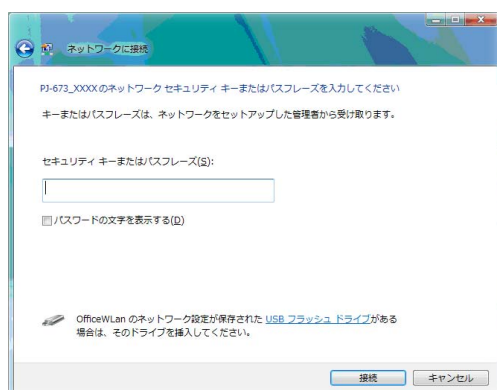 ネットワークに接続
PJ-673_XXXXのネットワーク セキュリティ キーまたはパスフレーズを入力してください
キーまたはパスフレーズは、ネットワークをセットアップした管理者から受け取ります。
セキュリティ キーまたはパスフレーズ(S):
パスワードの文字を表示する(D)
OfficeWLan のネットワーク設定が保存された USB フラッシュ ドライブがある
場合は、そのドライブを挿入してください。
接続 キャンセル